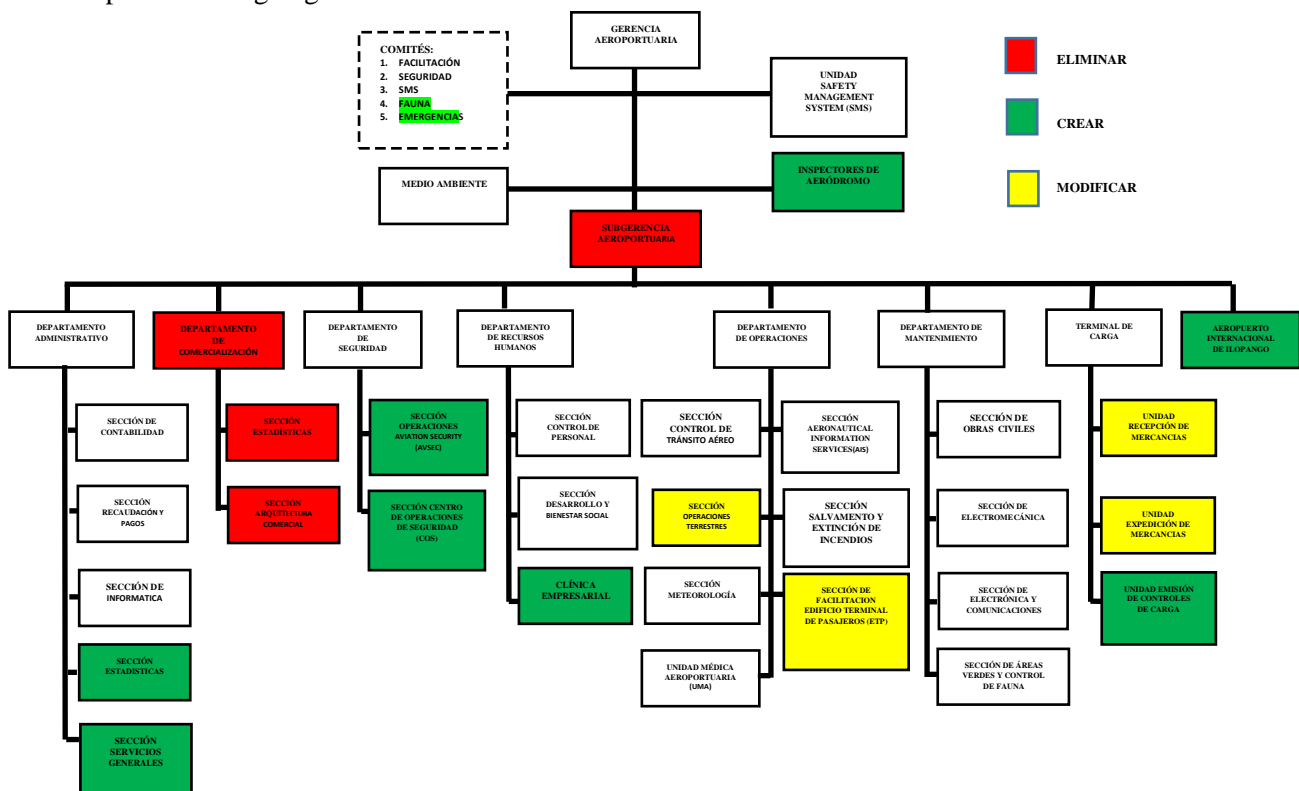 GERENCIA
AEROPORTUARIA
COMITÉS:
1. FACILITACIÓN
2. SEGURIDAD
3. SMS
4. FAUNA
5. EMERGENCIAS
UNIDAD
SAFETY
MANAGEMENT
SYSTEM (SMS)
ELIMINAR
CREAR
MODIFICAR
MEDIO AMBIENTE
INSPECTORES DE
AERÓDROMO
SUBGERENCIA
AEROPORTUARIA
DEPARTAMENTO
ADMINISTRATIVO
DEPARTAMENTO
DE
COMERCIALIZACIÓN
DEPARTAMENTO
DE
SEGURIDAD
DEPARTAMENTO
DE RECURSOS
HUMANOS
DEPARTAMENTO
DE OPERACIONES
DEPARTAMENTO DE
MANTENIMIENTO
TERMINAL DE
CARGA
AEROPUERTO
INTERNACIONAL
DE ILOPANGO
SECCIÓN DE
CONTABILIDAD
SECCIÓN
RECAUDACIÓN Y
PAGOS
SECCIÓN DE
INFORMATICA
SECCIÓN
ESTADISTICAS
SECCIÓN
SERVICIOS
GENERALES
SECCIÓN
ESTADÍSTICAS
SECCIÓN
ARQUITECTURA
COMERCIAL
SECCIÓN
OPERACIONES
AVIATION SECURITY
(AVSEC)
SECCIÓN CENTRO
DE OPERACIONES
DE SEGURIDAD
(COS)
SECCIÓN
CONTROL DE
PERSONAL
SECCIÓN
DESARROLLO Y
BIENESTAR SOCIAL
CLÍNICA
EMPRESARIAL
SECCIÓN
CONTROL DE
TRÁNSITO AÉREO
SECCIÓN
AERONAUTICAL
INFORMATION
SERVICES(AIS)
SECCIÓN
OPERACIONES
TERRESTRES
SECCIÓN
SALVAMENTO Y
EXTINCIÓN DE
INCENDIOS
SECCIÓN
METEOROLOGÍA
SECCIÓN DE
FACILITACION
EDIFICIO TERMINAL
DE PASAJEROS (ETP)
UNIDAD MÉDICA
AEROPORTUARIA
(UMA)
SECCIÓN DE
OBRAS CIVILES
SECCIÓN DE
ELECTROMECÁNICA
SECCIÓN DE
ELECTRÓNICA Y
COMUNICACIONES
SECCIÓN DE ÁREAS
VERDES Y CONTROL
DE FAUNA
UNIDAD
RECEPCIÓN DE
MERCANCIAS
UNIDAD
EXPEDICIÓN DE
MERCANCIAS
UNIDAD EMISIÓN
DE CONTROLES
DE CARGA